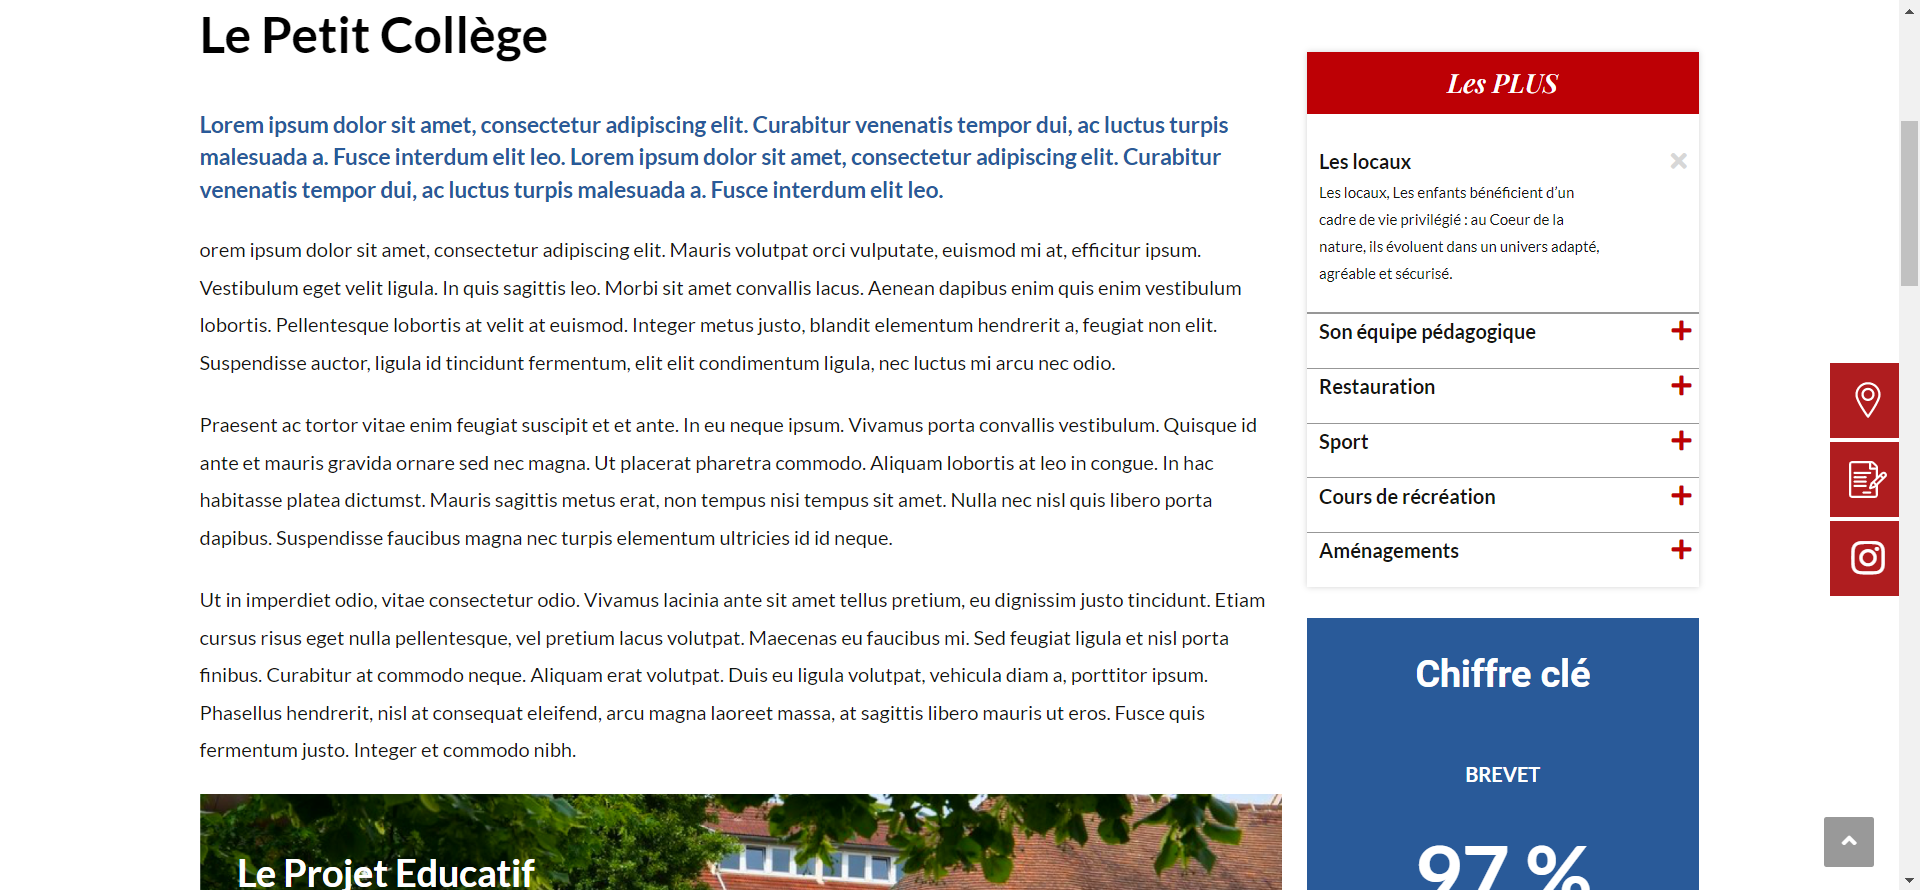 Le Petit Collège
Lorem ipsum dolor sit amet, consectetur adipiscing elit. Curabitur venenatis tempor dui, ac luctus turpis
malesuada a. Fusce interdum elit leo. Lorem ipsum dolor sit amet, consectetur adipiscing elit. Curabitur
venenatis tempor dui, ac luctus turpis malesuada a. Fusce interdum elit leo.
orem ipsum dolor sit amet, consectetur adipiscing elit. Mauris volutpat orci vulputate, euismod mi at, efficitur ipsum.
Vestibulum eget velit ligula. In quis sagittis leo. Morbi sit amet convallis lacus. Aenean dapibus enim quis enim vestibulum
lobortis. Pellentesque lobortis at velit at euismod. Integer metus justo, blandit elementum hendrerit a, feugiat non elit.
Suspendisse auctor, ligula id tincidunt fermentum, elit elit condimentum ligula, nec luctus mi arcu nec odio.
Praesent ac tortor vitae enim feugiat suscipit et et ante. In eu neque ipsum. Vivamus porta convallis vestibulum. Quisque id
ante et mauris gravida ornare sed nec magna. Ut placerat pharetra commodo. Aliquam lobortis at leo in congue. In hac
habitasse platea dictumst. Mauris sagittis metus erat, non tempus nisi tempus sit amet. Nulla nec nisl quis libero porta
dapibus. Suspendisse faucibus magna nec turpis elementum ultricies id id neque.
Ut in imperdiet odio, vitae consectetur odio. Vivamus lacinia ante sit amet tellus pretium, eu dignissim justo tincidunt. Etiam
cursus risus eget nulla pellentesque, vel pretium lacus volutpat. Maecenas eu faucibus mi. Sed feugiat ligula et nisl porta
finibus. Curabitur at commodo neque. Aliquam erat volutpat. Duis eu ligula volutpat, vehicula diam a, porttitor ipsum.
Phasellus hendrerit, nisl at consequat eleifend, arcu magna laoreet massa, at sagittis libero mauris ut eros. Fusce quis
fermentum justo. Integer et commodo nibh.
Le Projet Educatif
Les PLUS
Les locaux
Les locaux, Les enfants bénéficient d’un
cadre de vie privilégié : au Coeur de la
nature, ils évoluent dans un univers adapté,
agréable et sécurisé.
Son équipe pédagogique
Restauration
Sport
Cours de récréation
Aménagements
Chiffre clé
BREVET
97 %